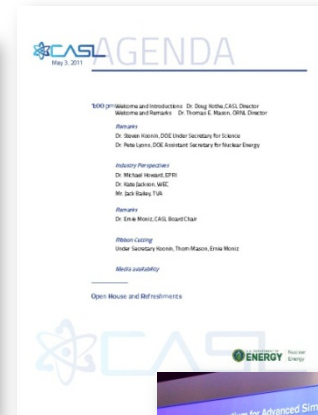 CASL
AGENDA
May 3, 2011
1:00 pm Welcome and Introductions Dr. Doug Kothe, CASL Director
Welcome and Remarks Dr. Thomas E. Mason, ORNL Director
Remarks
Dr. Steven Koonin, DOE Under Secretary for Science
Dr. Pete Lyons, DOE Assistant Secretary for Nuclear Energy
Industry Perspectives
Dr. Michael Howard, EPRI
Dr. Kate Jackson, WEC
Mr. Jack Bailey, TVA
Remarks
Dr. Ernie Moniz, CASL Board Chair
Ribbon Cutting
Under Secretary Koonin, Thom Mason, Ernie Moniz
Media availability
Open House and Refreshments
CASL
ENERGY Nuclear
Energy
for Advanced Sim